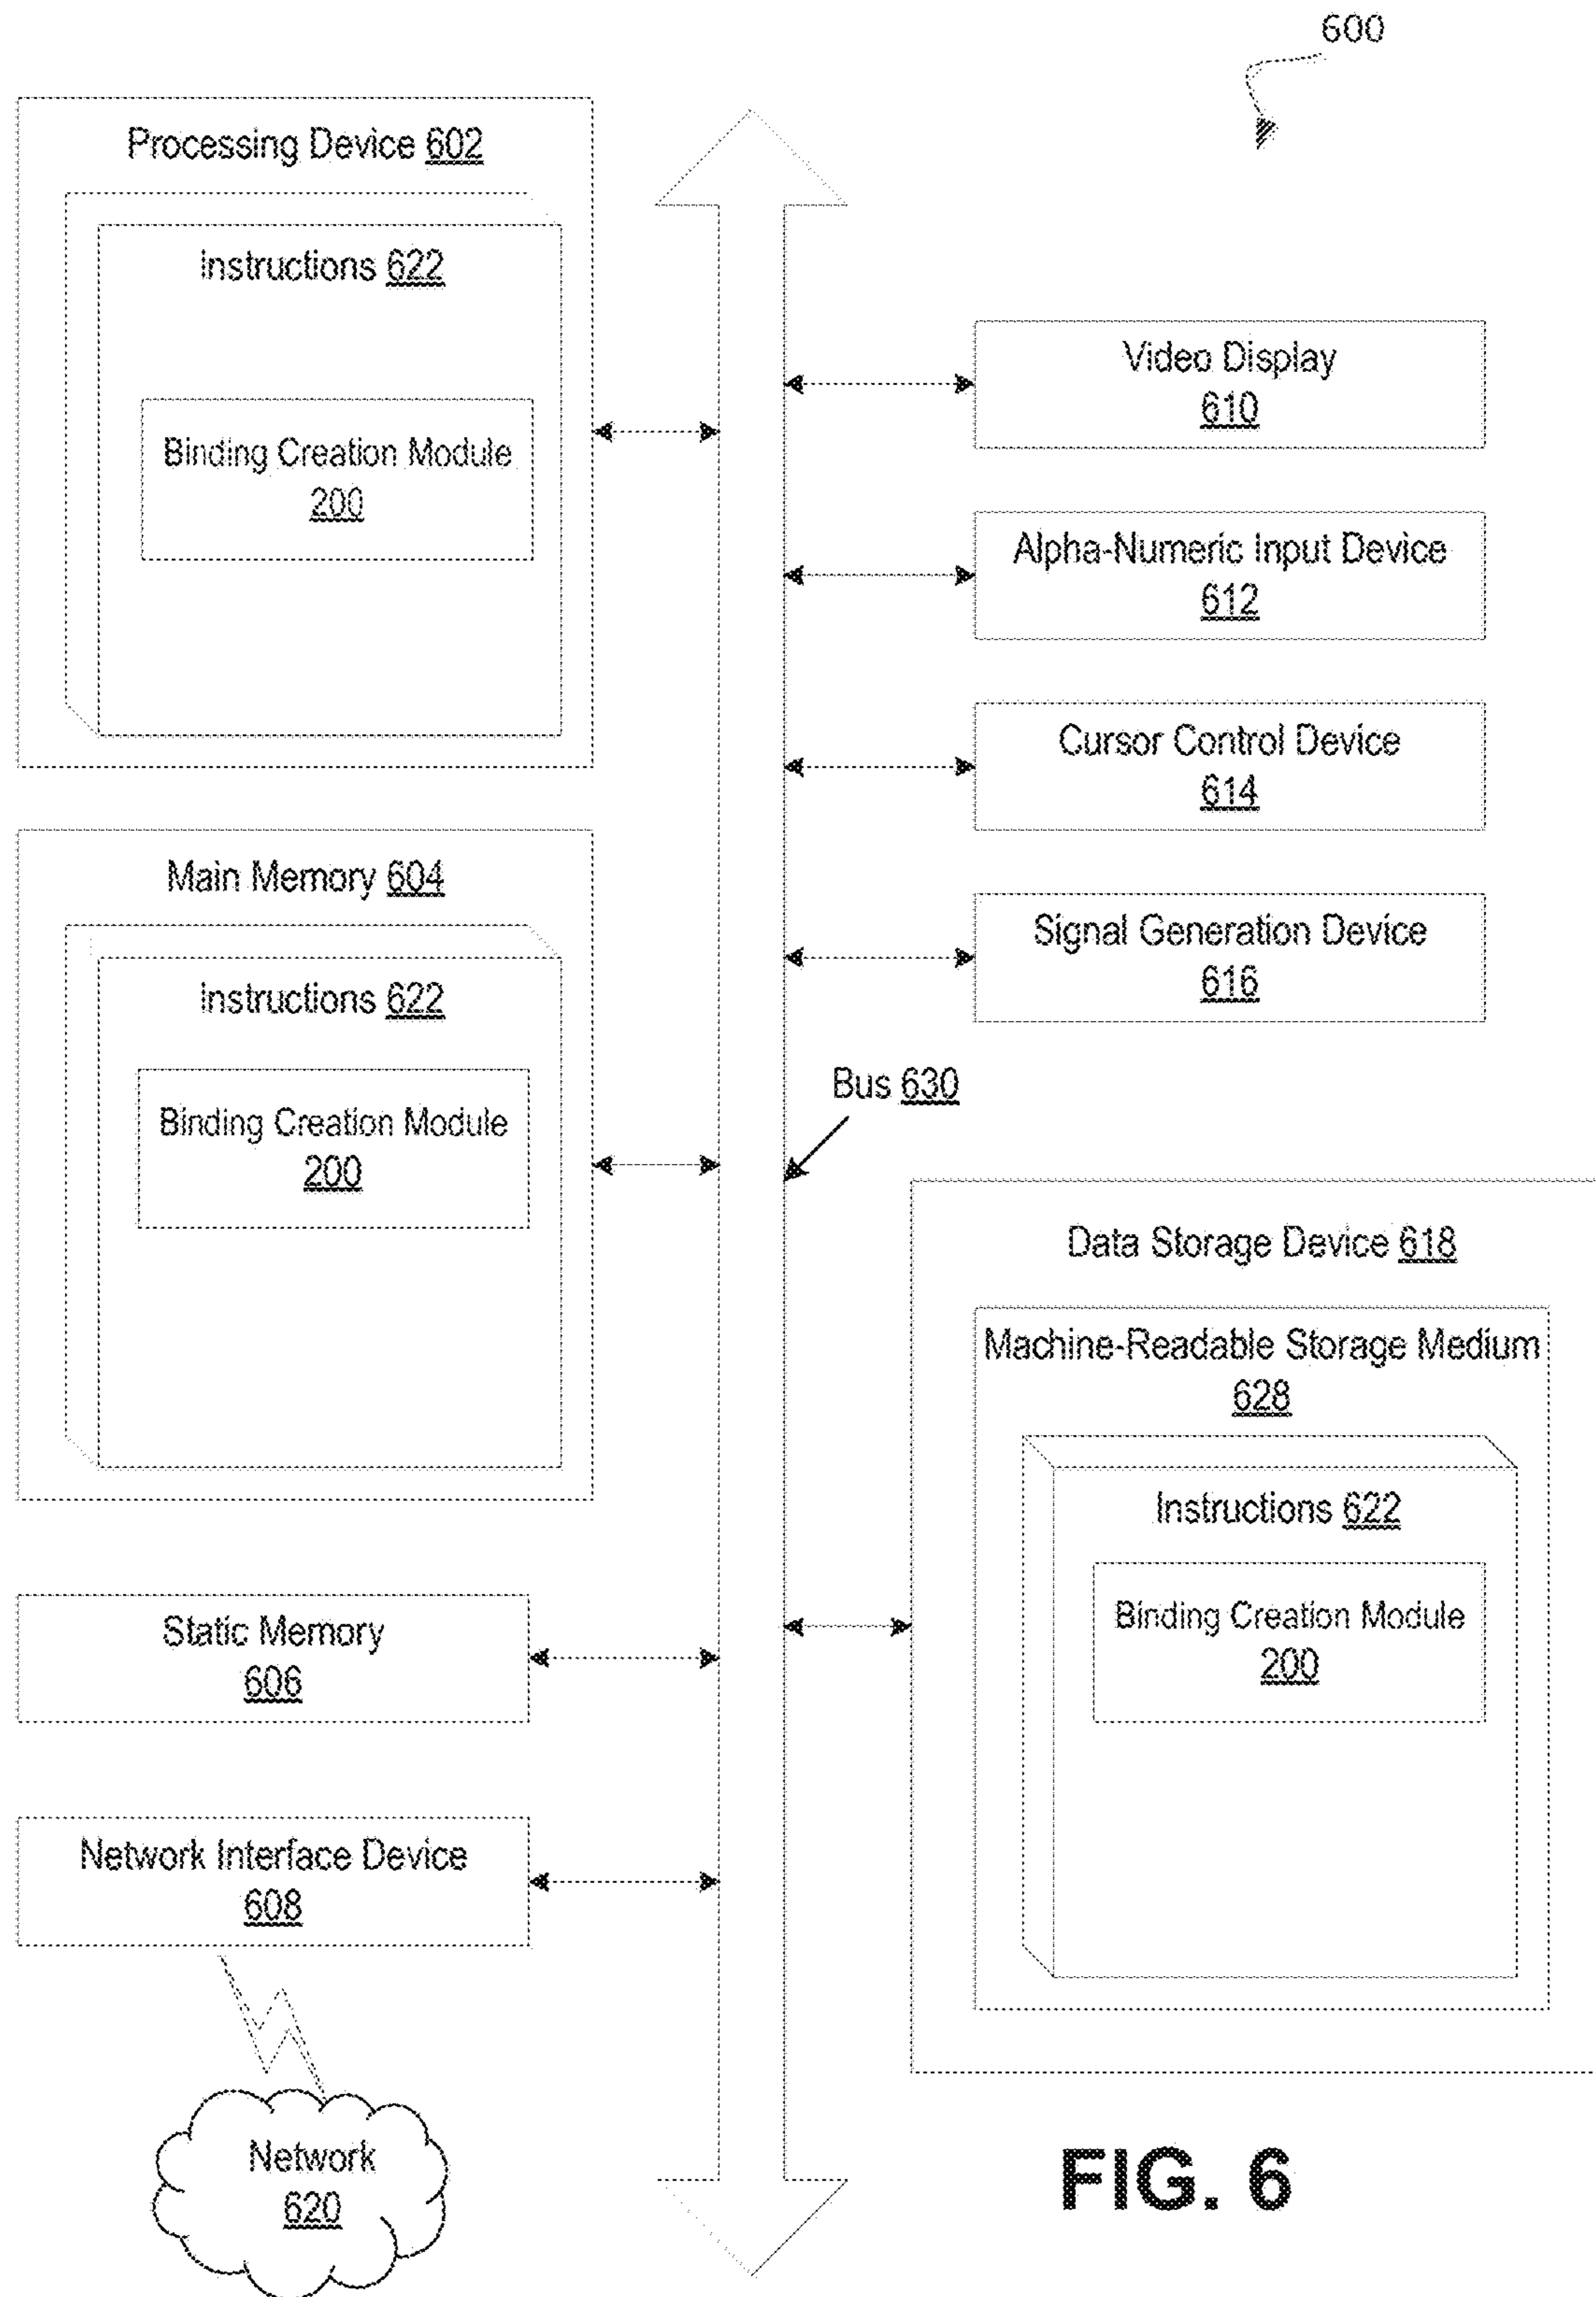 600
Processing Device 602
Instructions 622
Binding Creation Module
200
Main Memory 604
Instructions 622
Binding Creation Module
200
Static Memory
606
Network Interface Device
608
Network
620
Video Display
610
Alpha-Numeric Input Device
612
Cursor Control Device
614
Signal Generation Device
616
Bus 630
Data Storage Device 618
Machine-Readable Storage Medium
628
Instructions 622
Binding Creation Module
200
FIG. 6